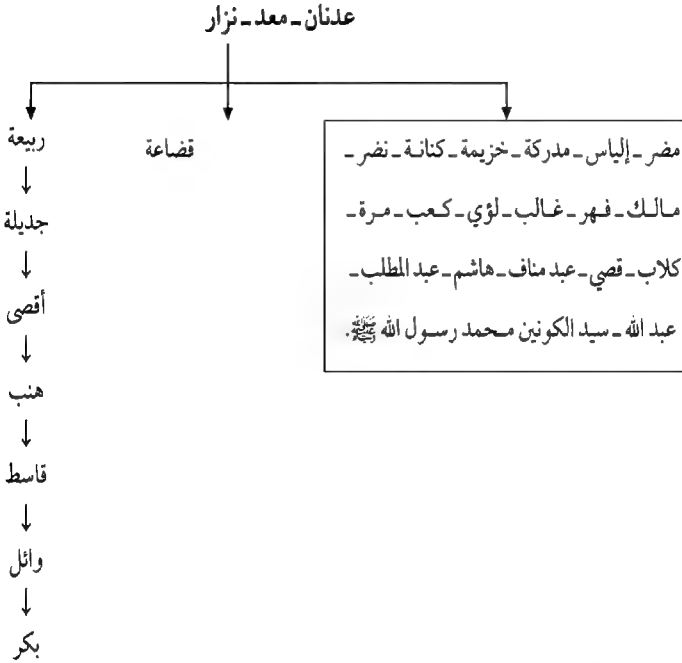 عدنان ـ معد ـ نزار
مضر ـ إلياس ـ مدركة ـ خزيمة ـ كنانة ـ نضر ـ
مالك ـ فهر ـ غالب ـ لؤي ـ كعب ـ مرة ـ
كلاب ـ قصي ـ عبد مناف ـ هاشم ـ عبد المطلب ـ
عبد الله ـ سيد الكونين محمد رسول الله ﷺ.
قضاعة
ربيعة
جديلة
أقصى
هنب
قاسط
وائل
بكر